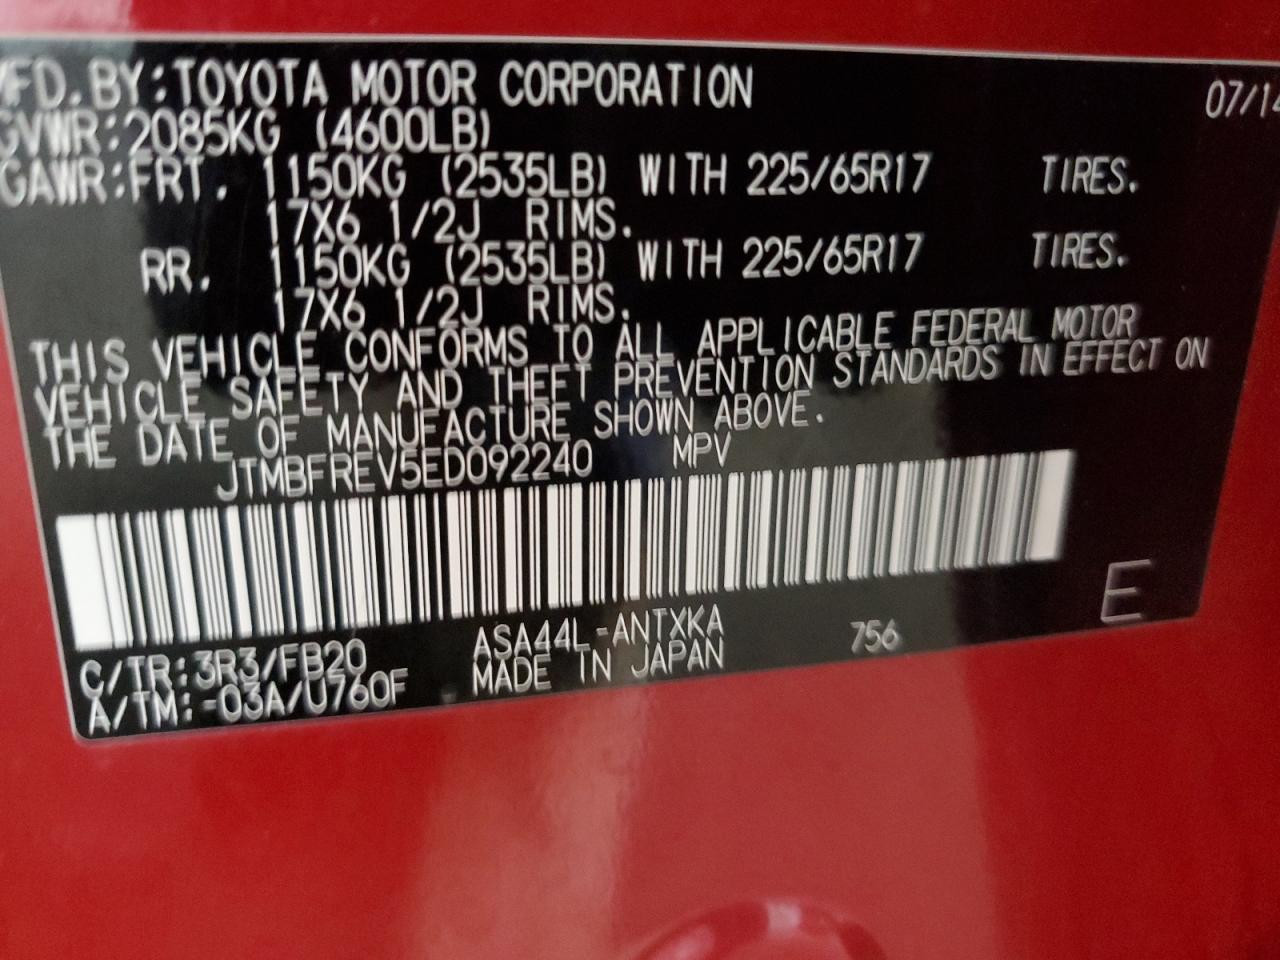 MFD. BY: TOYOTA MOTOR CORPORATION 07/14
GVWR: 2085KG (4600LB)
GAWR: FRT. 1150KG (2535LB) WITH 225/65R17 TIRES.
17X6 1/2J RIMS.
RR. 1150KG (2535LB) WITH 225/65R17 TIRES.
17X6 1/2J RIMS.
THIS VEHICLE CONFORMS TO ALL APPLICABLE FEDERAL MOTOR
VEHICLE SAFETY AND THEFT PREVENTION STANDARDS IN EFFECT ON
THE DATE OF MANUFACTURE SHOWN ABOVE.
JTMBFREV5ED092240 MPV
E
C/TR: 3R3/FB20 ASA44L-ANTXKA 756
A/TM: -03A/U760F MADE IN JAPAN